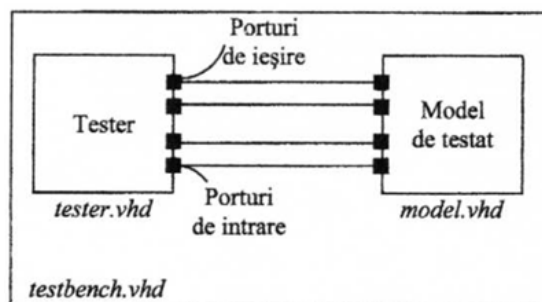 Porturi
de ieşire
Tester
Model
de testat
Porturi
de intrare
tester.vhd
model.vhd
testbench.vhd